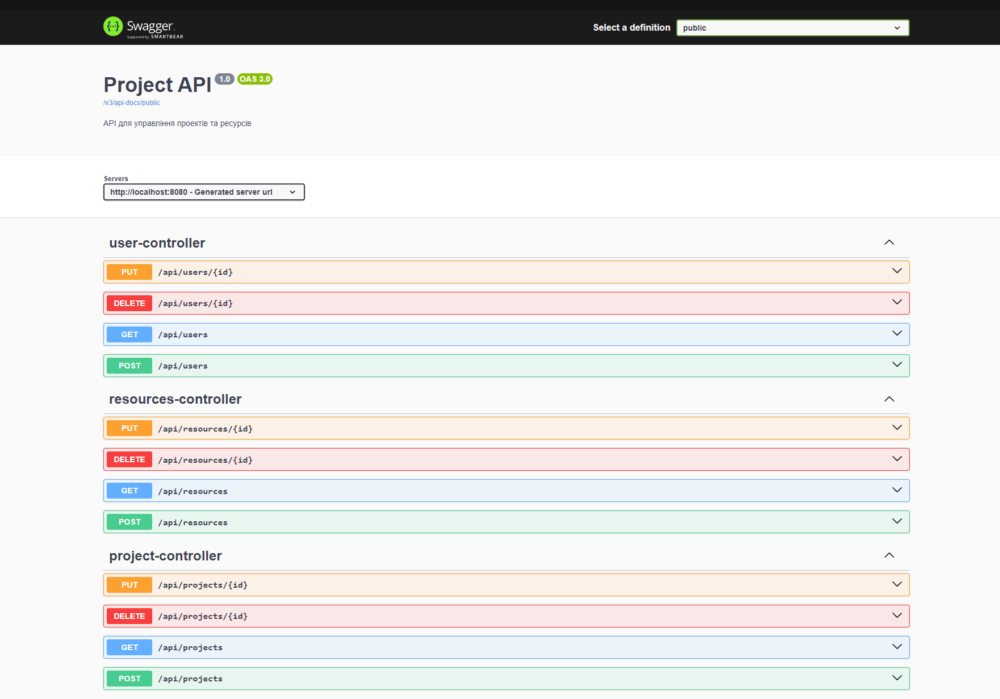 Swagger.
Supported by SMARTBEAR
Select a definition
public
Project API 1.0 OAS 3.0
/v3/api-docs/public
API для управління проектів та ресурсів
Servers
http://localhost:8080 - Generated server url
user-controller
PUT /api/users/{id}
DELETE /api/users/{id}
GET /api/users
POST /api/users
resources-controller
PUT /api/resources/{id}
DELETE /api/resources/{id}
GET /api/resources
POST /api/resources
project-controller
PUT /api/projects/{id}
DELETE /api/projects/{id}
GET /api/projects
POST /api/projects